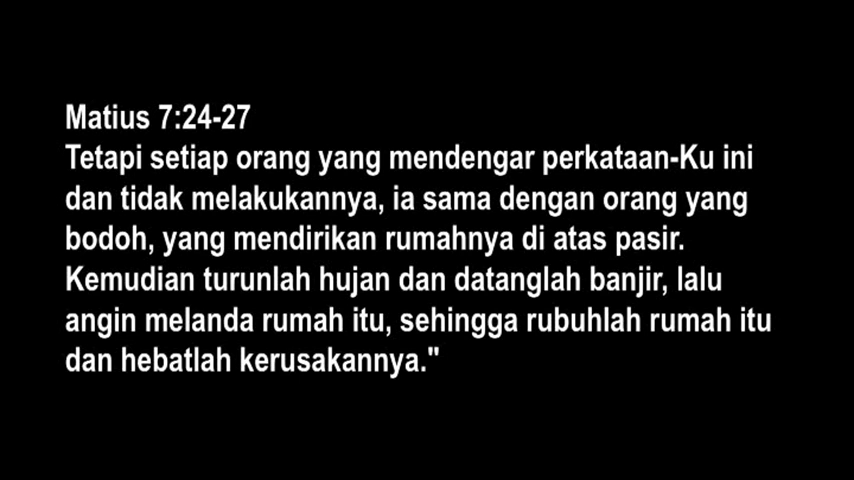 Matius 7:24-27
Tetapi setiap orang yang mendengar perkataan-Ku ini
dan tidak melakukannya, ia sama dengan orang yang
bodoh, yang mendirikan rumahnya di atas pasir.
Kemudian turunlah hujan dan datanglah banjir, lalu
angin melanda rumah itu, sehingga rubuhlah rumah itu
dan hebatlah kerusakannya."